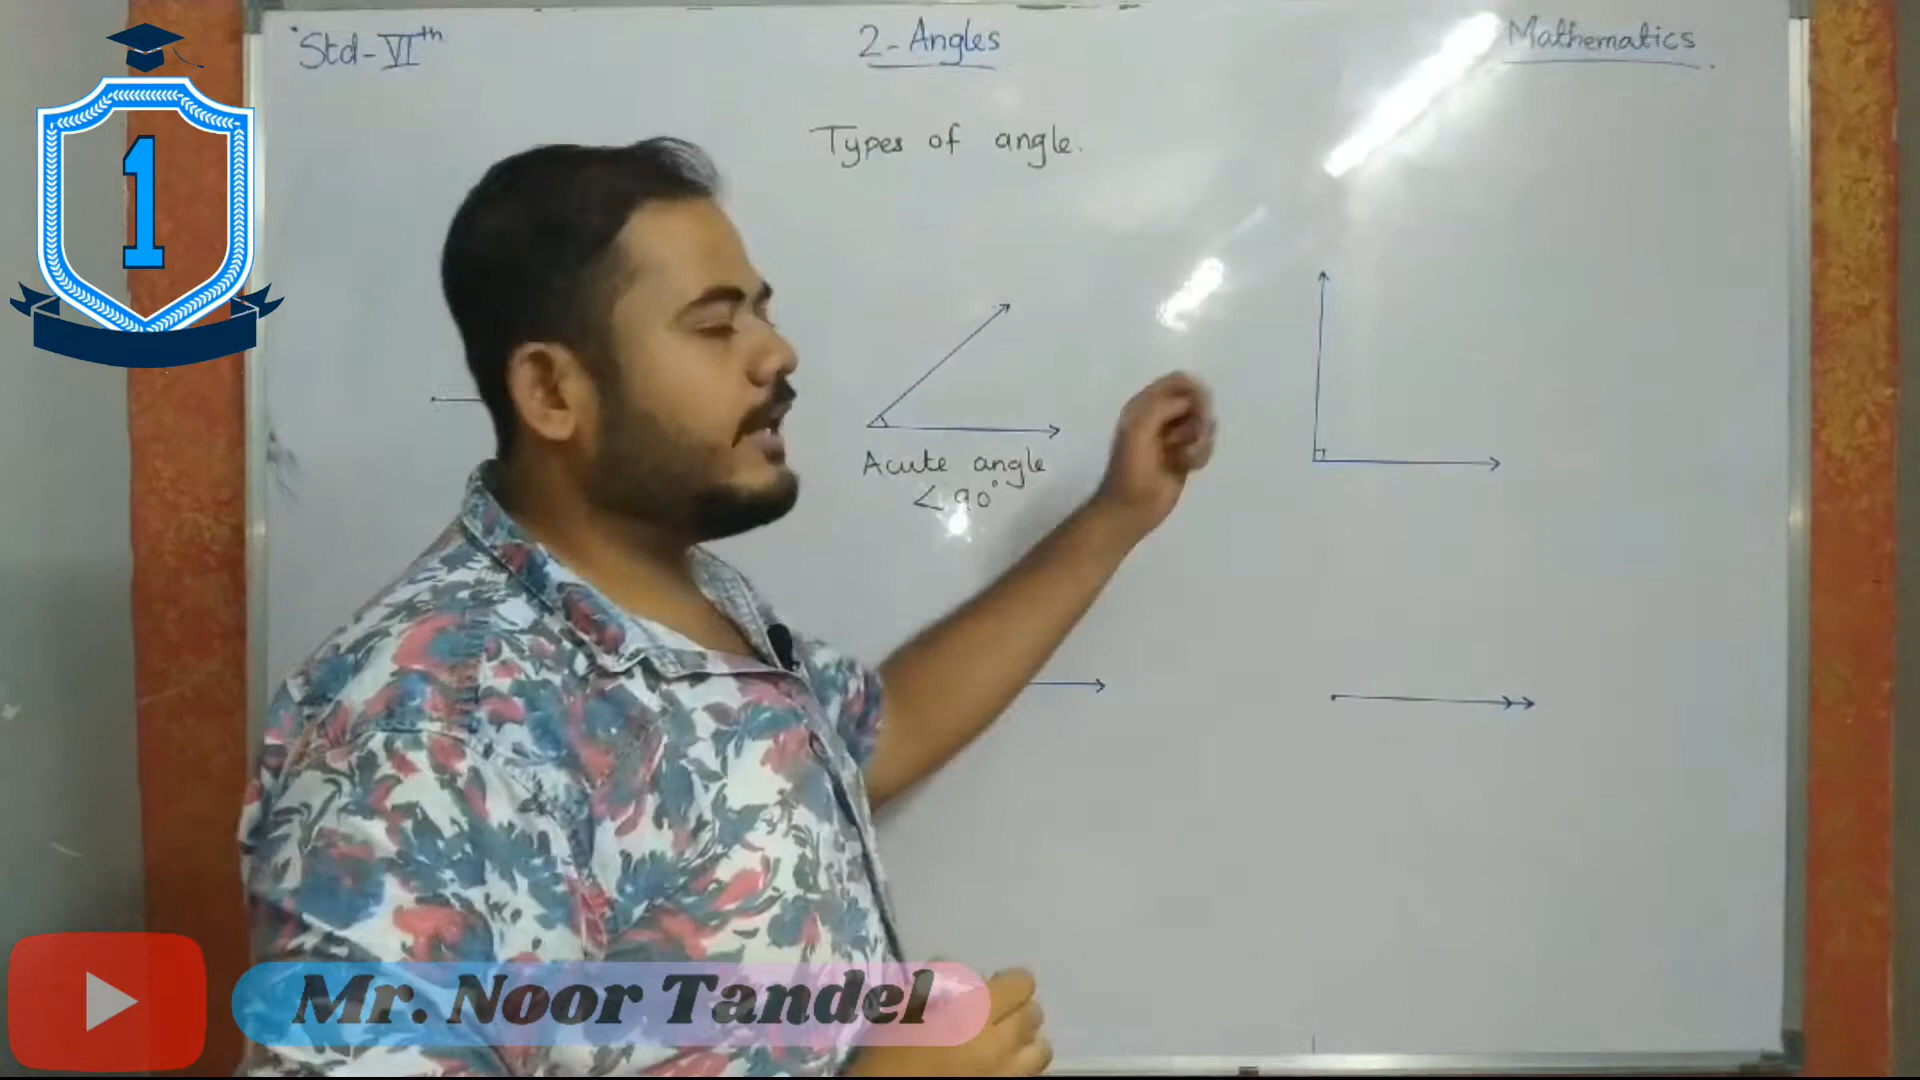 Std-VIth
2-Angles
Mathematics
Types of angle.
1
Acute angle
< 90°
Mr. Noor Tandel